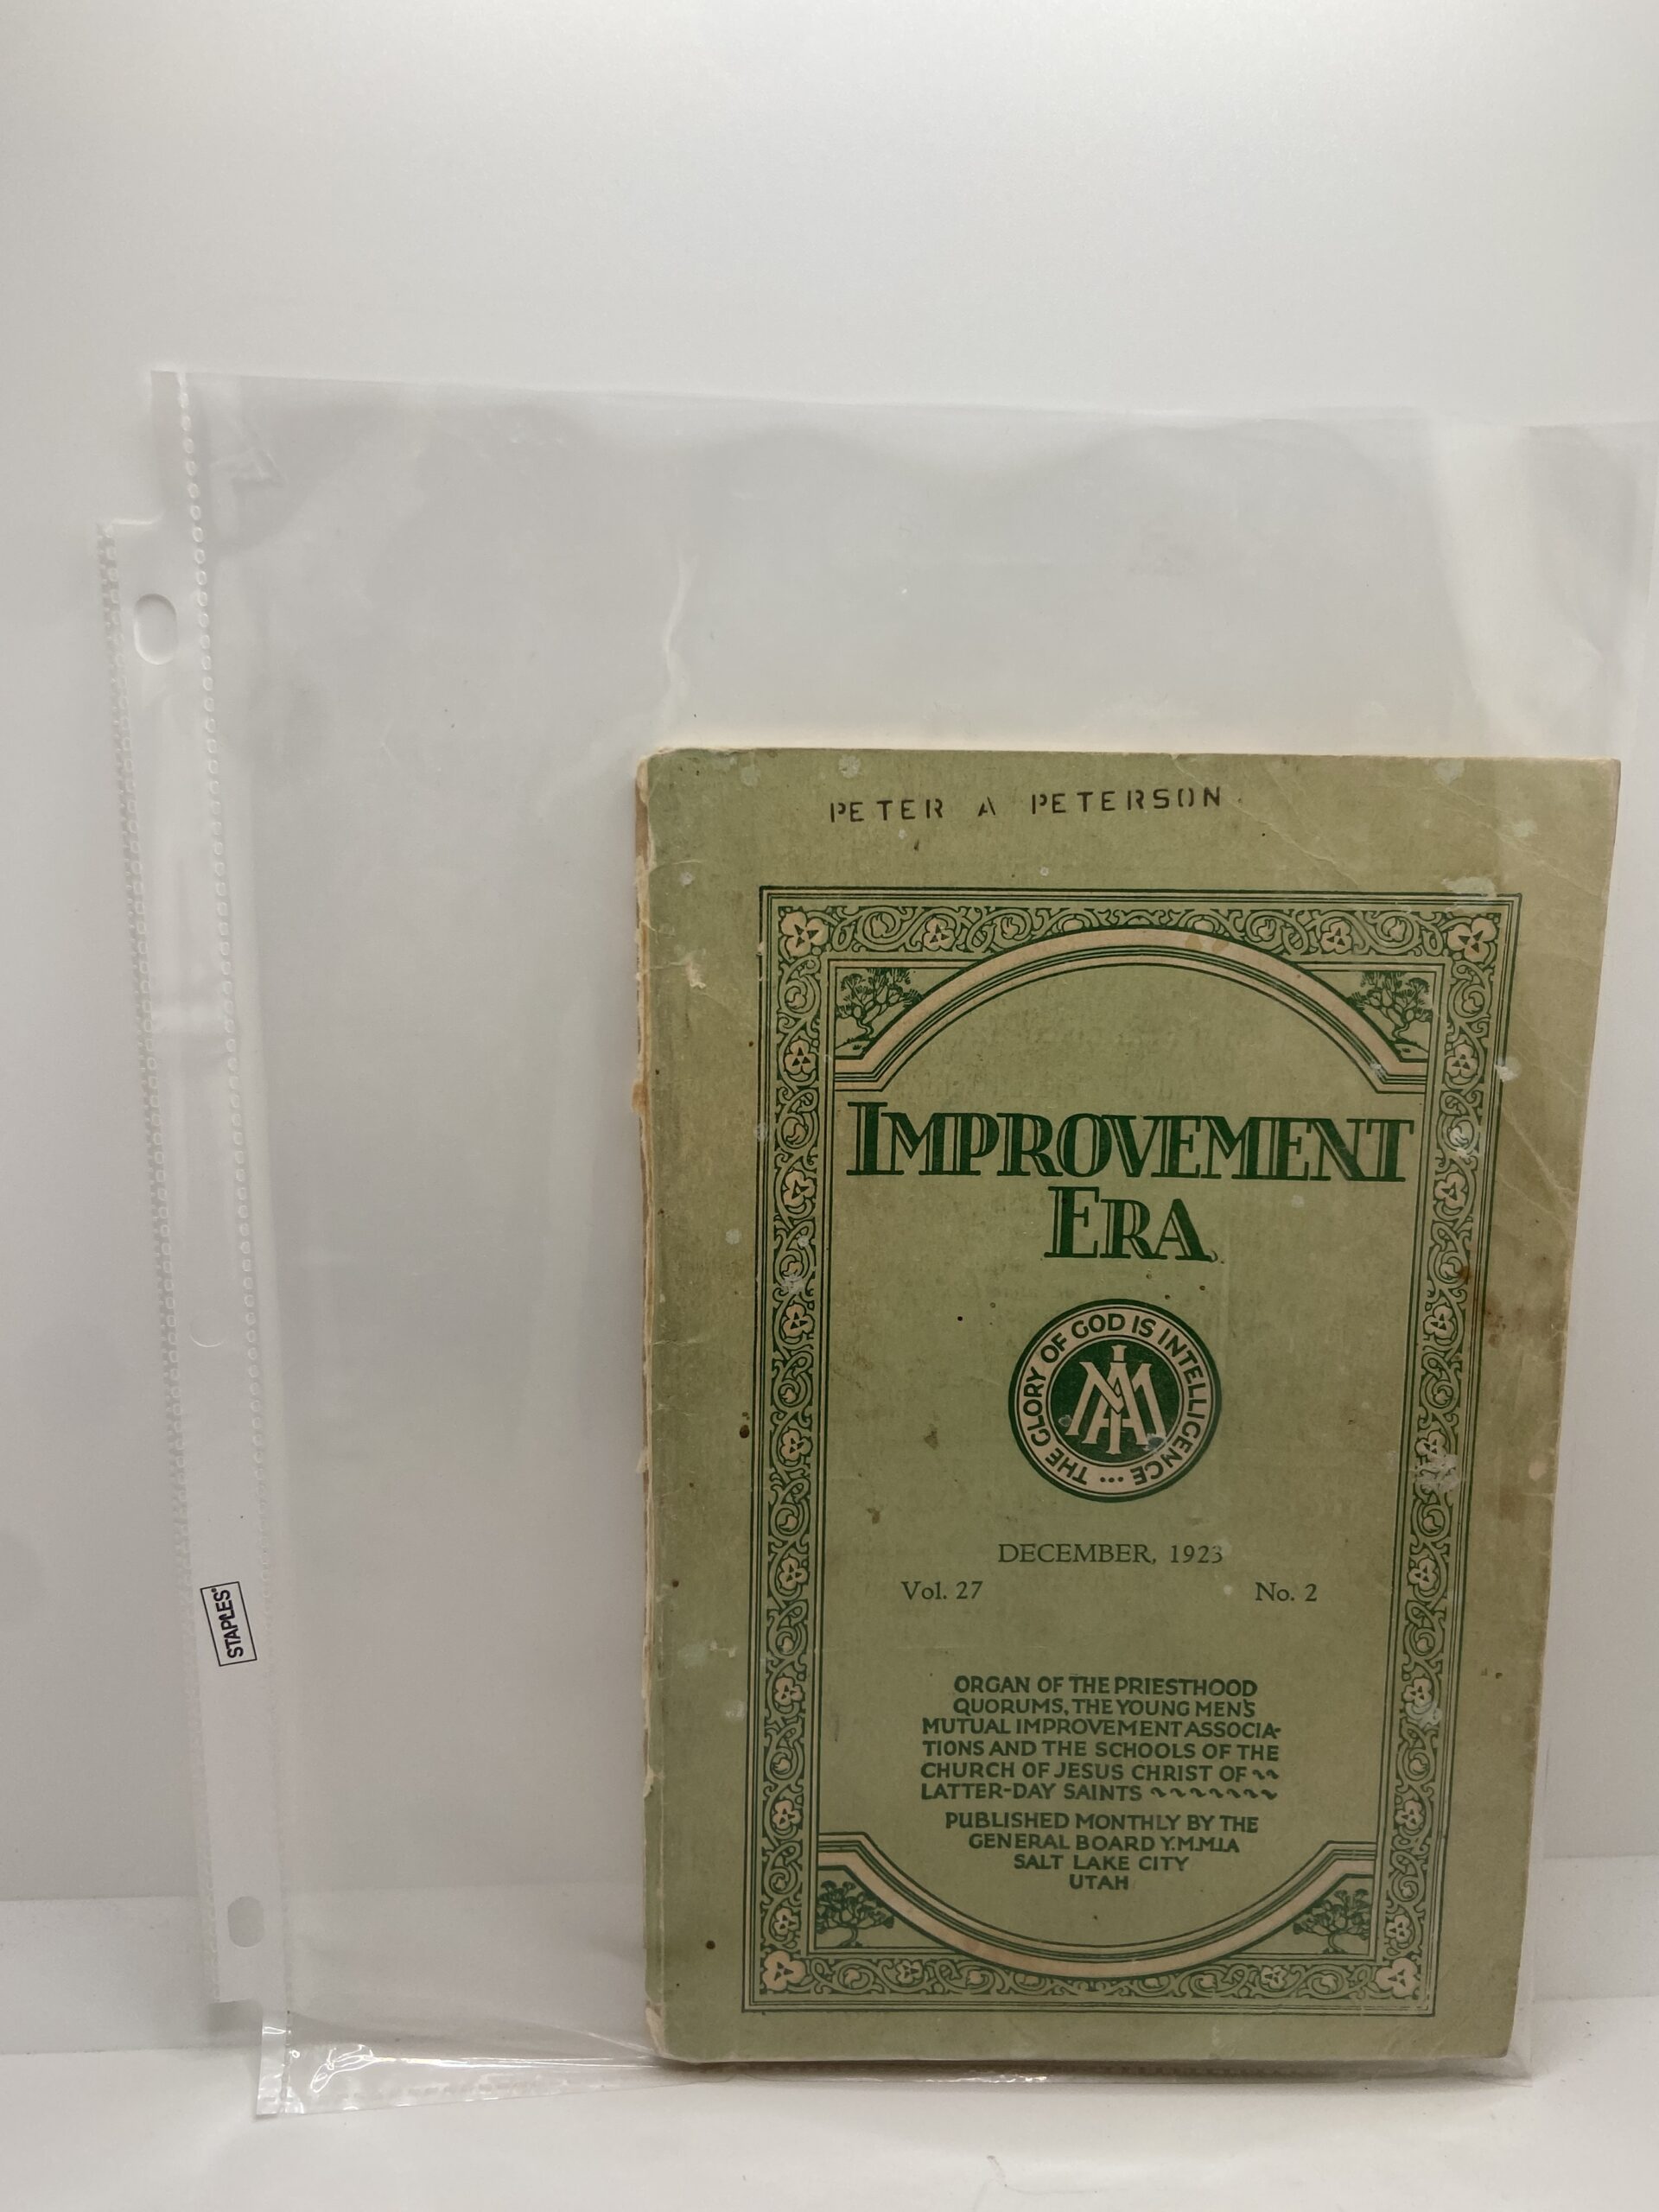 PETER A PETERSON
IMPROVEMENT
ERA
THE GLORY OF GOD IS INTELLIGENCE ...
MIA
DECEMBER, 1923
Vol. 27 No. 2
ORGAN OF THE PRIESTHOOD
QUORUMS, THE YOUNG MEN'S
MUTUAL IMPROVEMENT ASSOCIA-
TIONS AND THE SCHOOLS OF THE
CHURCH OF JESUS CHRIST OF ~~
LATTER-DAY SAINTS ~~~~~~~
PUBLISHED MONTHLY BY THE
GENERAL BOARD Y.M.M.I.A
SALT LAKE CITY
UTAH
STAPLES